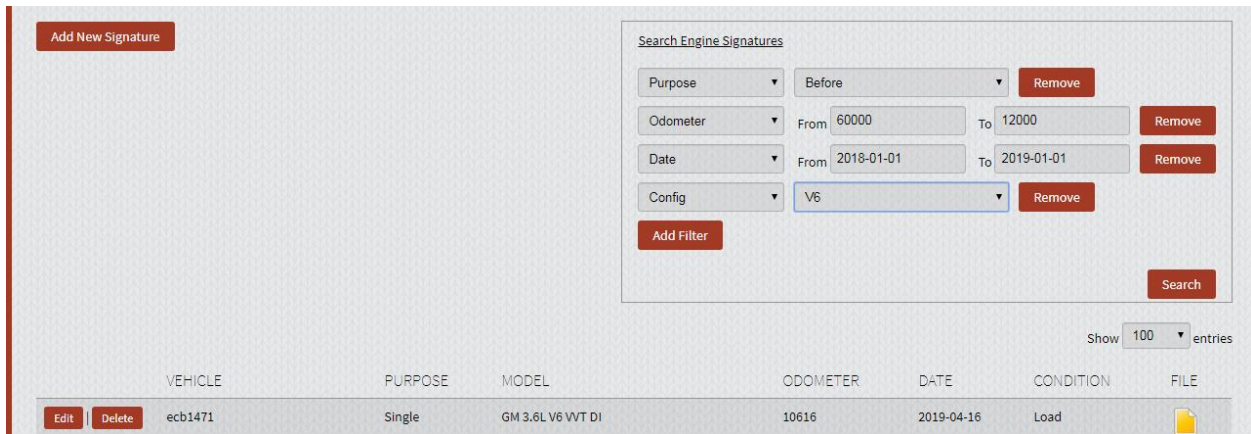 Add New Signature
Search Engine Signatures
Purpose Before Remove
Odometer From 60000 To 12000 Remove
Date From 2018-01-01 To 2019-01-01 Remove
Config V6 Remove
Add Filter
Search
Show 100 entries
VEHICLE PURPOSE MODEL ODOMETER DATE CONDITION FILE
Edit | Delete ecb1471 Single GM 3.6L V6 VVT DI 10616 2019-04-16 Load